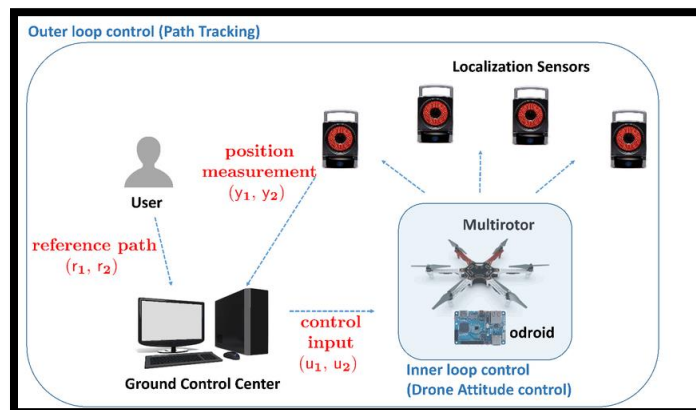 Outer loop control (Path Tracking)
Localization Sensors
position
measurement
(y₁, y₂)
User
reference path
(r₁, r₂)
Multirotor
odroid
control
input
(u₁, u₂)
Ground Control Center
Inner loop control
(Drone Attitude control)